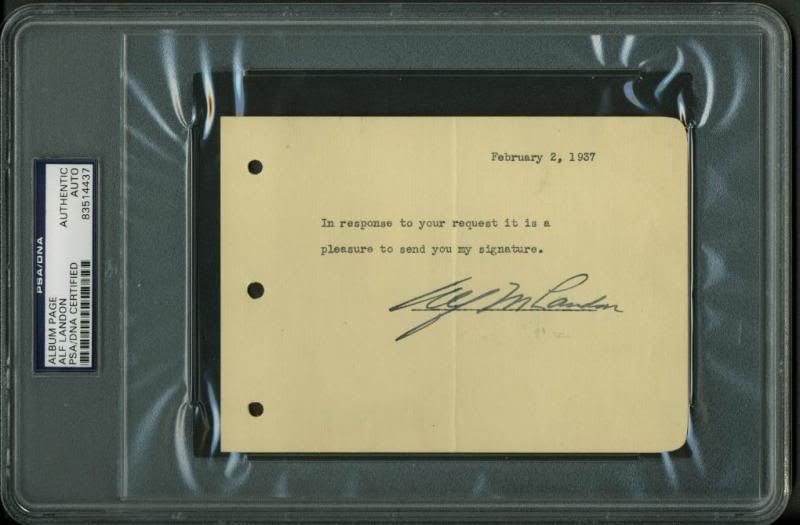 PSA/DNA
ALBUM PAGE
ALF LANDON
PSA/DNA CERTIFIED
AUTHENTIC
AUTO
83514437
February 2, 1937
In response to your request it is a
pleasure to send you my signature.
Alf M Landon